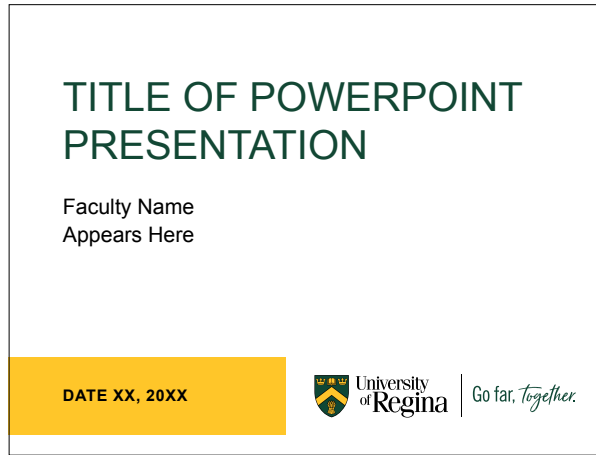 TITLE OF POWERPOINT
PRESENTATION
Faculty Name
Appears Here
DATE XX, 20XX
University
of Regina
Go far, Together.